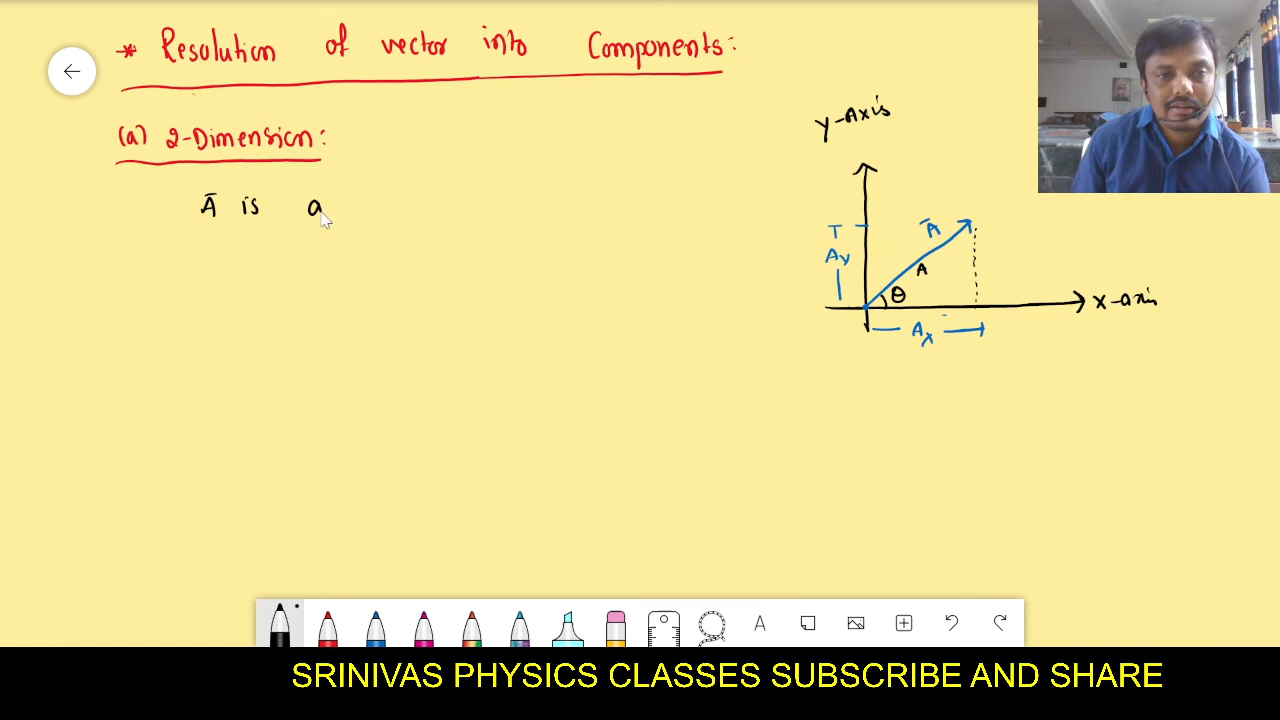 * Resolution of vector into Components:
(a) 2-Dimension:
Ā is a
Y-Axis
T
Ā
Ay
A
θ
X-axis
Ax
A
SRINIVAS PHYSICS CLASSES SUBSCRIBE AND SHARE